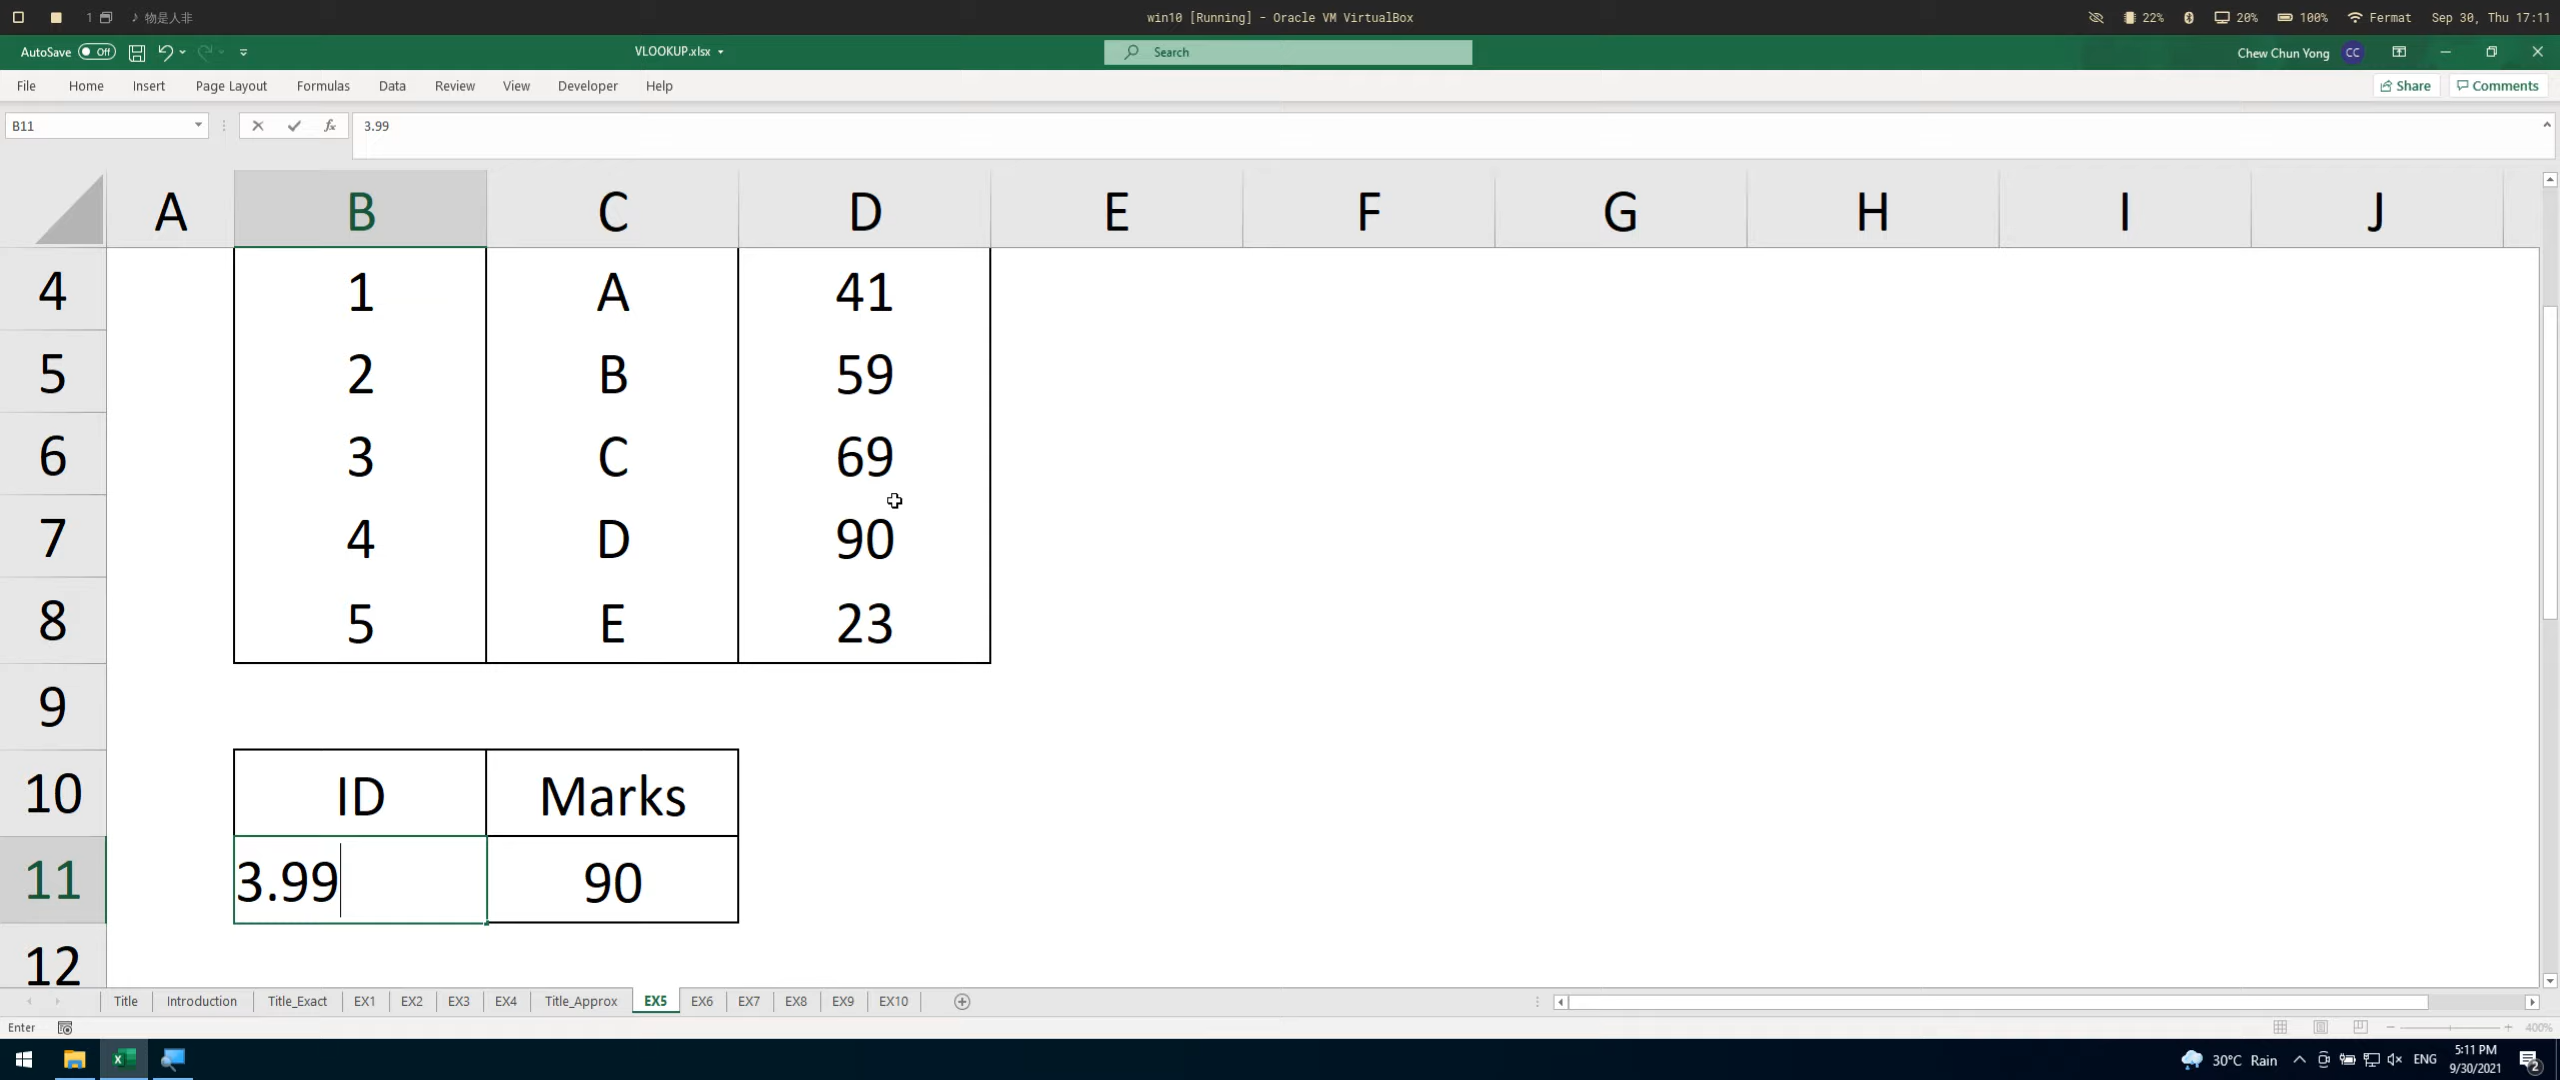 1 ♪ 物是人非 win10 [Running] - Oracle VM VirtualBox 22% 20% 100% Fermat Sep 30, Thu 17:11
AutoSave Off VLOOKUP.xlsx Search Chew Chun Yong CC
File Home Insert Page Layout Formulas Data Review View Developer Help Share Comments
B11 fx 3.99
A B C D E F G H I J
4 1 A 41
5 2 B 59
6 3 C 69
7 4 D 90
8 5 E 23
9
10 ID Marks
11 3.99 90
12
Title Introduction Title_Exact EX1 EX2 EX3 EX4 Title_Approx EX5 EX6 EX7 EX8 EX9 EX10
Enter 400%
30°C Rain ENG 5:11 PM
9/30/2021 2